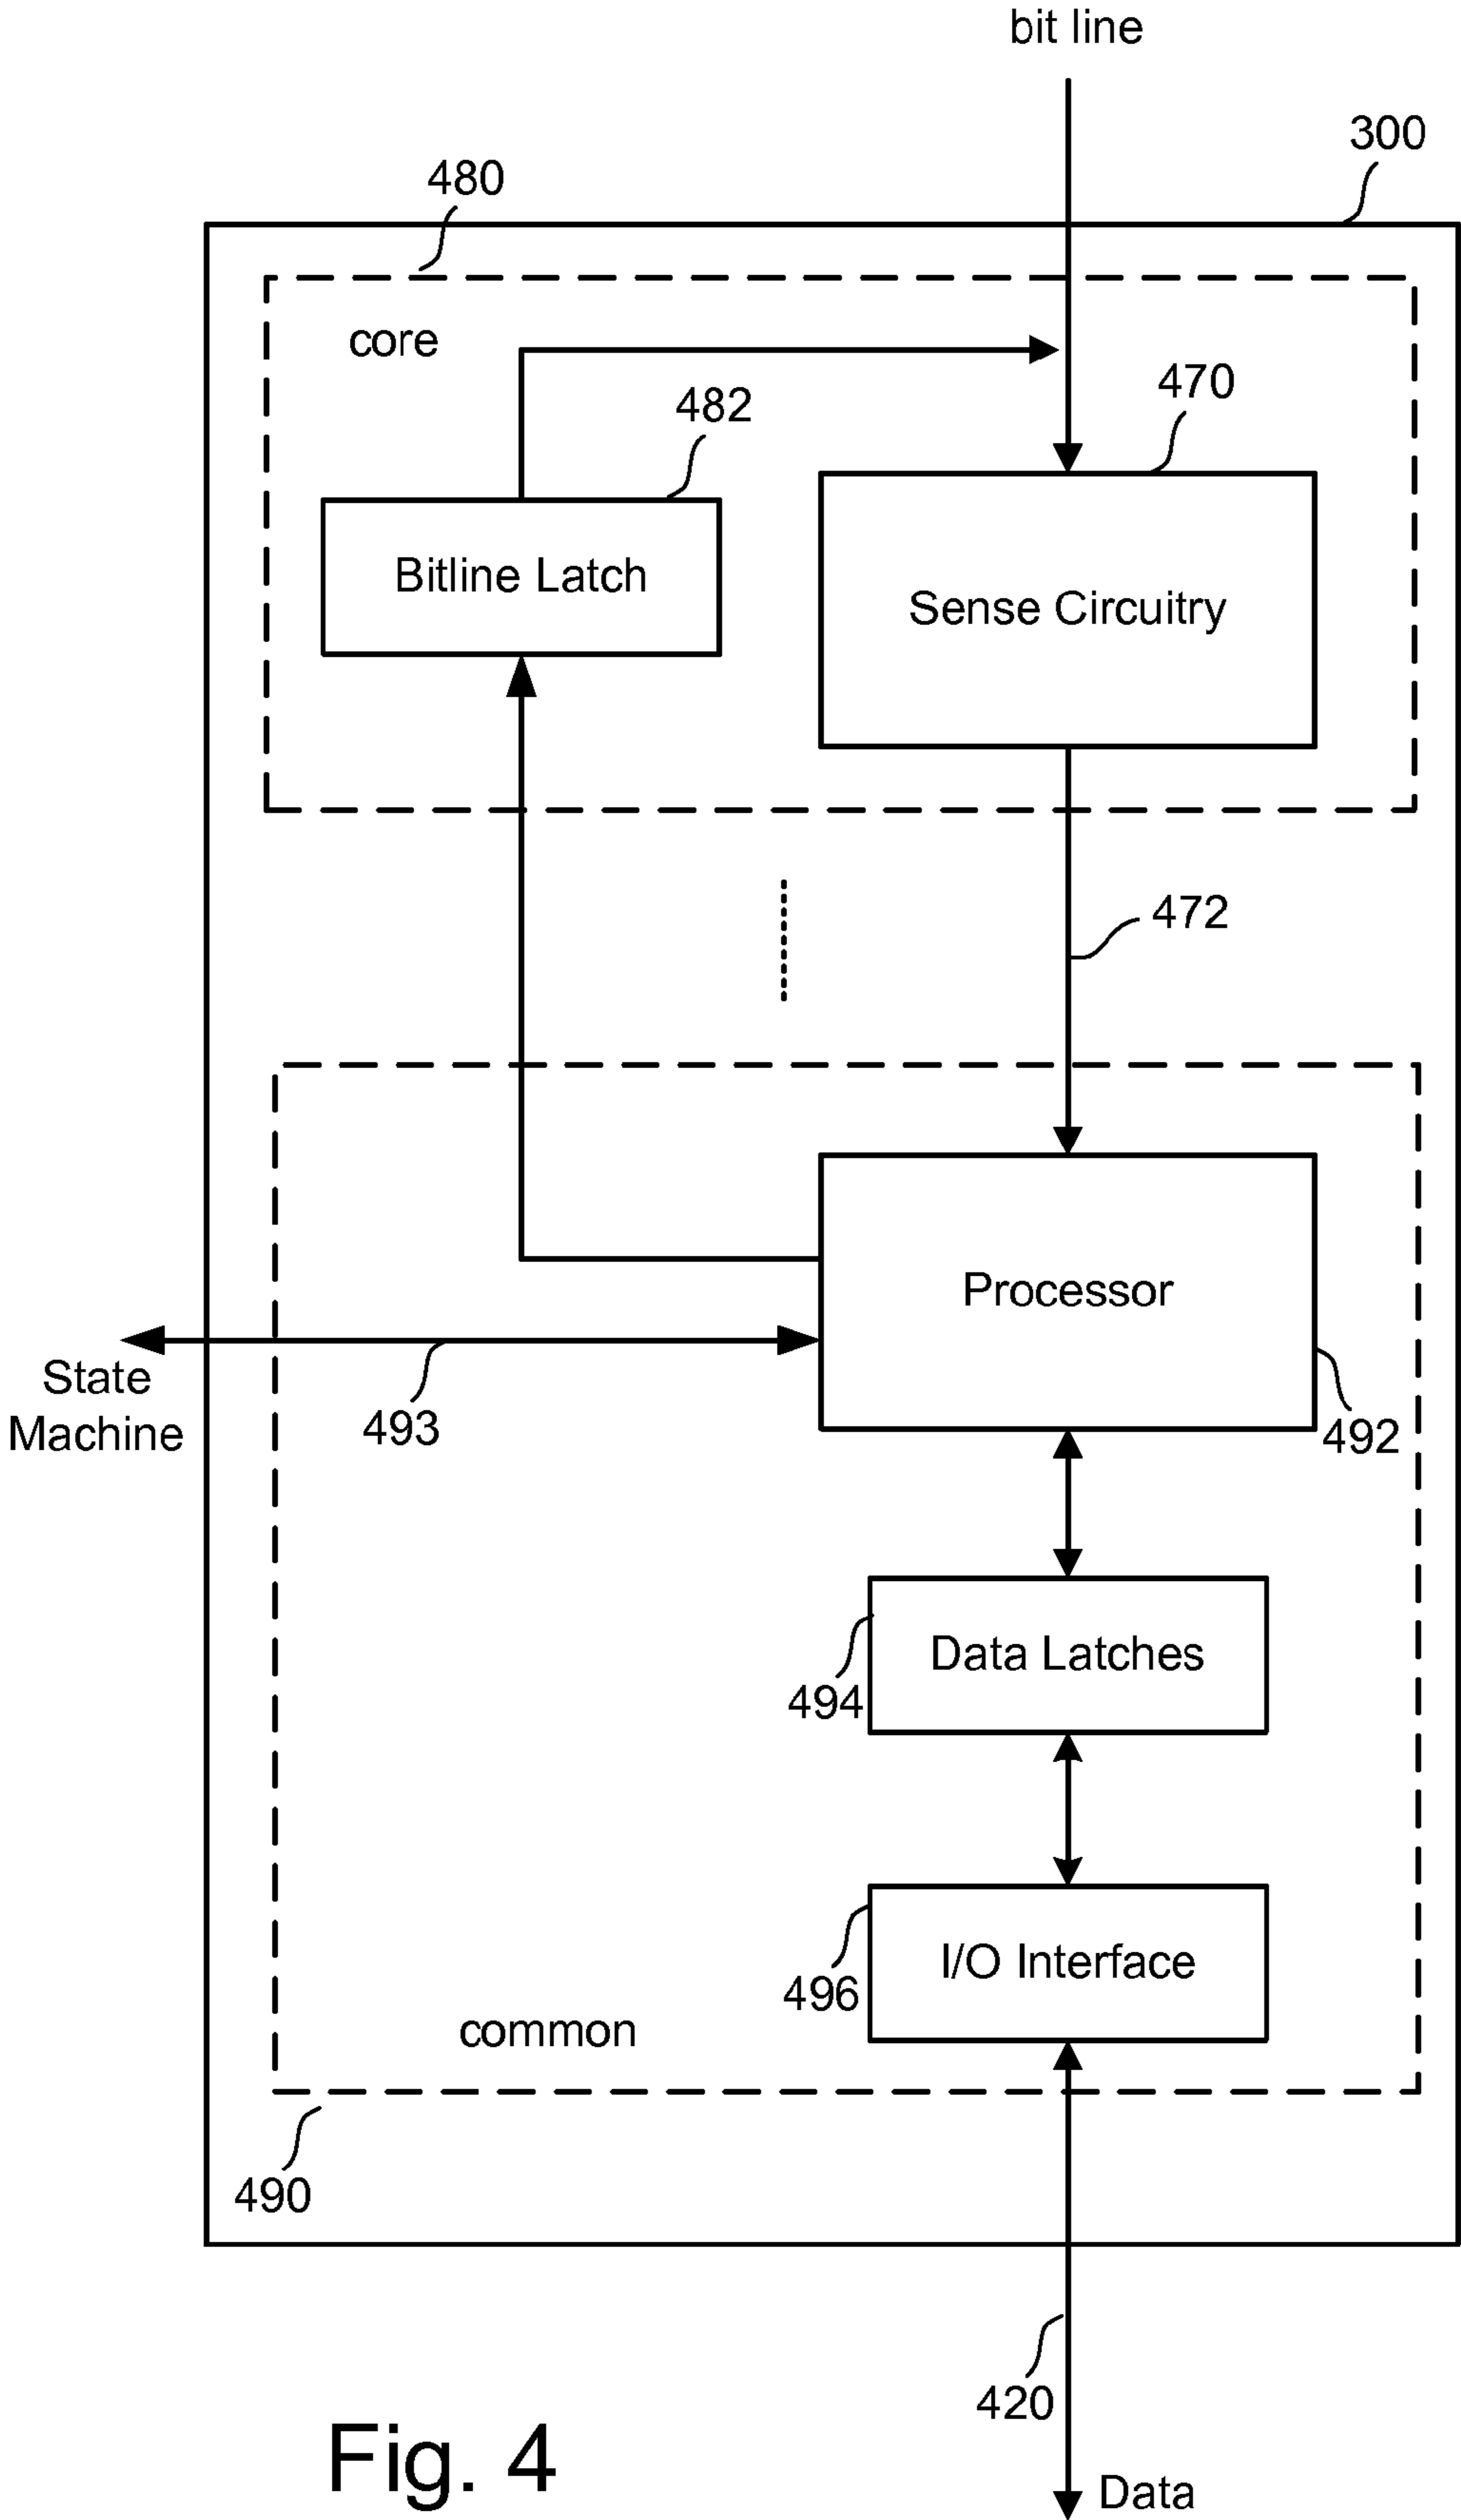 bit line
300
480
core
470
482
Bitline Latch
Sense Circuitry
472
Processor
State
Machine
493
492
Data Latches
494
I/O Interface
496
common
490
420
Fig. 4
Data